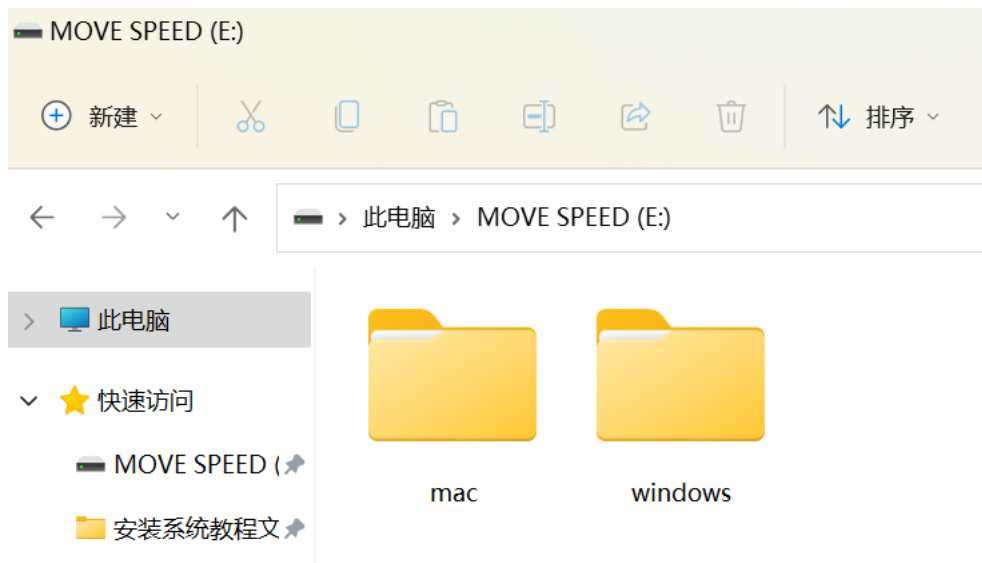 MOVE SPEED (E:)
新建
排序
此电脑 > MOVE SPEED (E:)
此电脑
快速访问
MOVE SPEED (
安装系统教程文
mac
windows